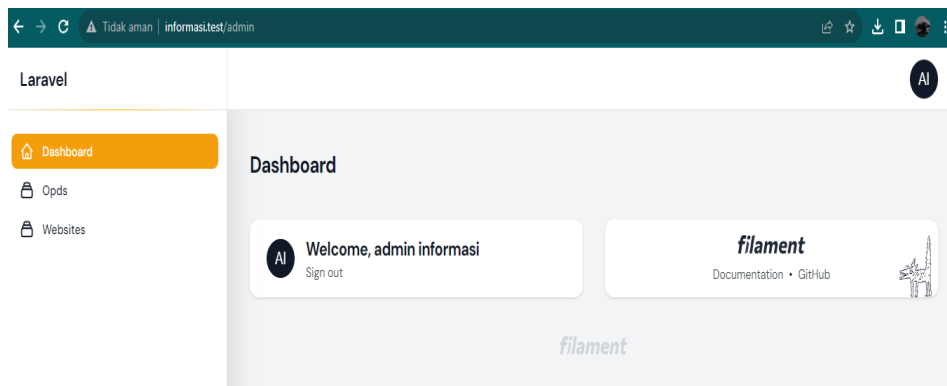 Tidak aman | informasi.test/admin
Laravel
AI
Dashboard
Opds
Websites
Dashboard
AI
Welcome, admin informasi
Sign out
filament
Documentation • GitHub
filament